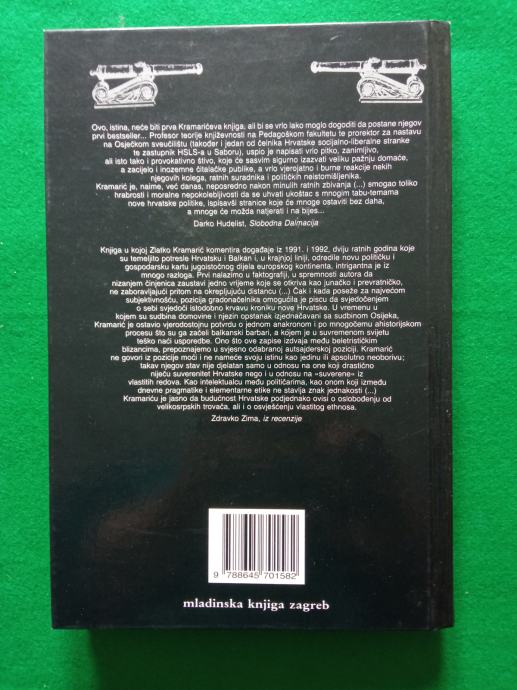 Ovo, istina, neće biti prva Kramarićeva knjiga, ali bi se vrlo lako moglo dogoditi da postane njegov
prvi bestseller... Profesor teorije književnosti na Pedagoškom fakultetu te prorektor za nastavu
na Osječkom sveučilištu (također i jedan od čelnika Hrvatske socijalno-liberalne stranke
te zastupnik HSLS-a u Saboru), uspio je napisati vrlo pitko, zanimljivo,
ali isto tako i provokativno štivo, koje će sasvim sigurno izazvati veliku pažnju domaće,
a zacijelo i inozemne čitalačke publike, a vrlo vjerojatno i burne reakcije nekih
njegovih kolega, ratnih suradnika i političkih neistomišljenika.
Kramarić je, naime, već danas, neposredno nakon minulih ratnih zbivanja (...) smogao toliko
hrabrosti i moralne nepokolebljivosti da se uhvati ukoštac s mnogim tabu-temama
nove hrvatske politike, ispisavši stranice koje će mnoge ostaviti bez daha,
a mnoge će možda natjerati i na bijes...
Darko Hudelist, Slobodna Dalmacija
Knjiga u kojoj Zlatko Kramarić komentira događaje iz 1991. i 1992, dviju ratnih godina koje
su temeljito potresle Hrvatsku i Balkan i, u krajnjoj liniji, odredile novu političku i
gospodarsku kartu jugoistočnog dijela europskog kontinenta, intrigantna je iz
mnogo razloga. Prvi nalazimo u faktografiji, u spremnosti autora da
nizanjem činjenica zaustavi jedno vrijeme koje se otkriva kao junačko i prevratničko,
ne zaboravljajući pritom na okrepljujuću distancu (...) Čak i kada poseže za najvećom
subjektivnošću, pozicija gradonačelnika omogućila je piscu da svjedočenjem
o sebi svjedoči istodobno krvavu kroniku nove Hrvatske. U vremenu u
kojem su sudbina domovine i njezin opstanak izjednačavani sa sudbinom Osijeka,
Kramarić je ostavio vjerodostojnu potvrdu o jednom anakronom i po mnogočemu ahistorijskom
procesu što su ga začeli balkanski barbari, a kojem je u suvremenom svijetu
teško naći usporedbe. Ono što ove zapise izdvaja među beletrističkim
blizancima, prepoznajemo u svjesno odabranoj autsajderskoj poziciji. Kramarić
ne govori iz pozicije moći i ne nameće svoju istinu kao jedinu ili apsolutno neoborivu;
takav njegov stav nije djelatan samo u odnosu na one koji drastično
niječu suverenitet Hrvatske nego i u odnosu na »suverene« iz
vlastitih redova. Kao intelektualcu među političarima, kao onom koji između
dnevne pragmatike i elementarne etike ne stavlja znak jednakosti (...)
Kramariću je jasno da budućnost Hrvatske podjednako ovisi o oslobođenju od
velikosrpskih trovača, ali i o osvješćenju vlastitog ethnosa.
Zdravko Zima, iz recenzije
9 788645 701582
mladinska knjiga zagreb